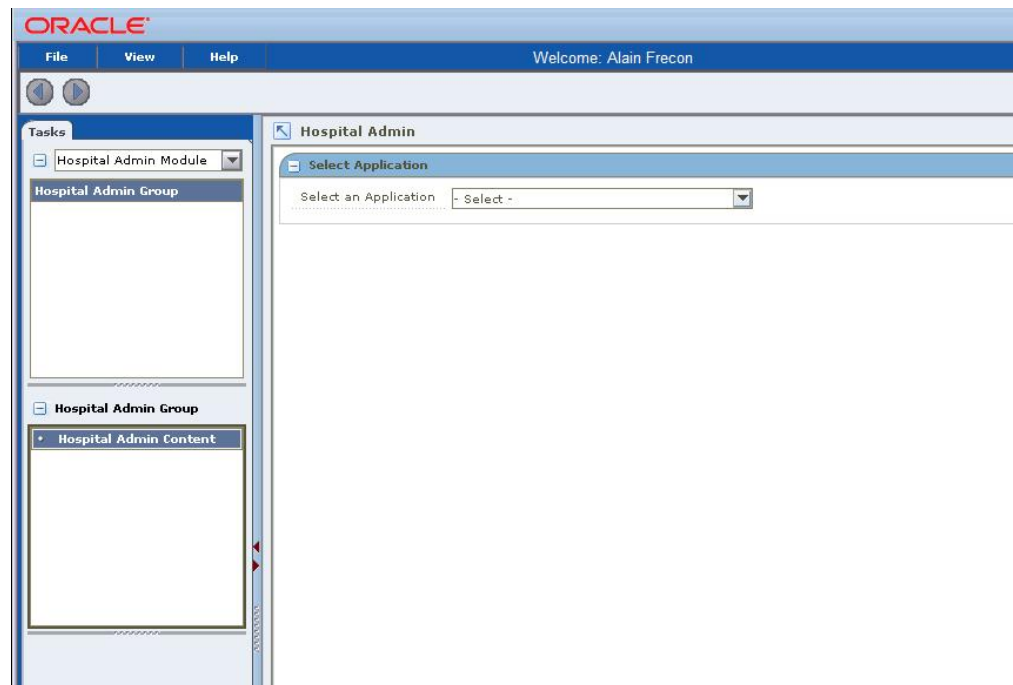 ORACLE
File View Help Welcome: Alain Frecon
Tasks
Hospital Admin Module
Hospital Admin Group
Hospital Admin Group
Hospital Admin Content
Hospital Admin
Select Application
Select an Application - Select -